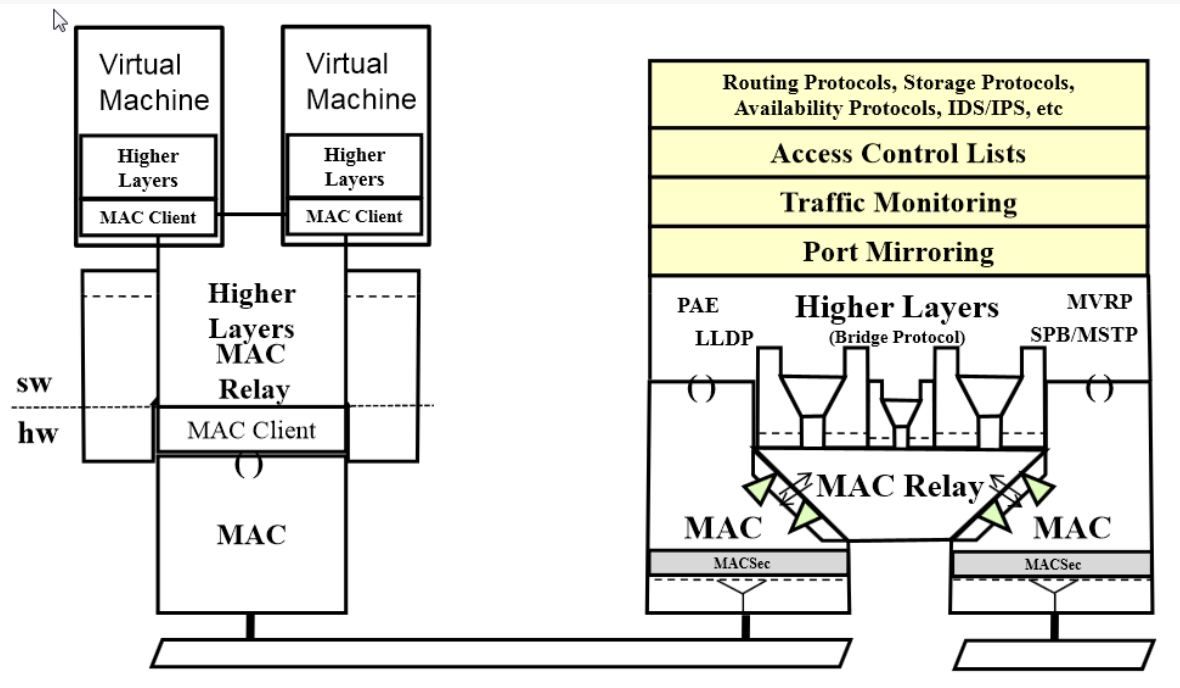 Virtual
Machine
Higher
Layers
MAC Client
Virtual
Machine
Higher
Layers
MAC Client
Higher
Layers
MAC
Relay
sw
hw
MAC Client
( )
MAC
Routing Protocols, Storage Protocols,
Availability Protocols, IDS/IPS, etc
Access Control Lists
Traffic Monitoring
Port Mirroring
PAE
LLDP
Higher Layers
(Bridge Protocol)
MVRP
SPB/MSTP
( )
( )
MAC Relay
MAC
MAC
MACSec
MACSec